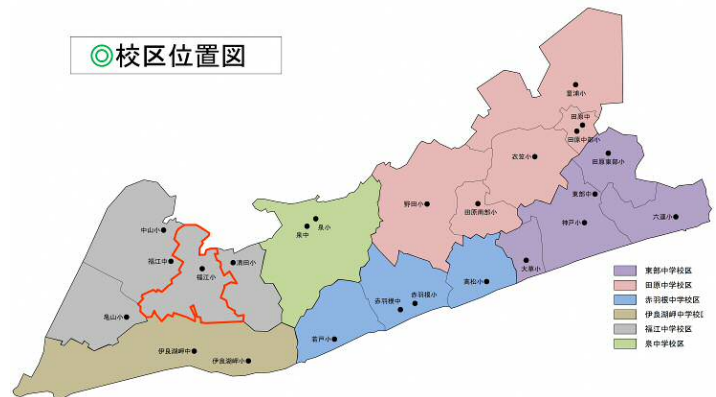 ◎校区位置図
童浦小
田原中
田原中部小
衣笠小
田原東部小
東部中
野田小
田原南部小
六連小
神戸小
大草小
泉小
泉中
中山小
福江中
清田小
福江小
高松小
赤羽根小
赤羽根中
亀山小
若戸小
伊良湖岬中
伊良湖岬小
東部中学校区
田原中学校区
赤羽根中学校区
伊良湖岬中学校区
福江中学校区
泉中学校区